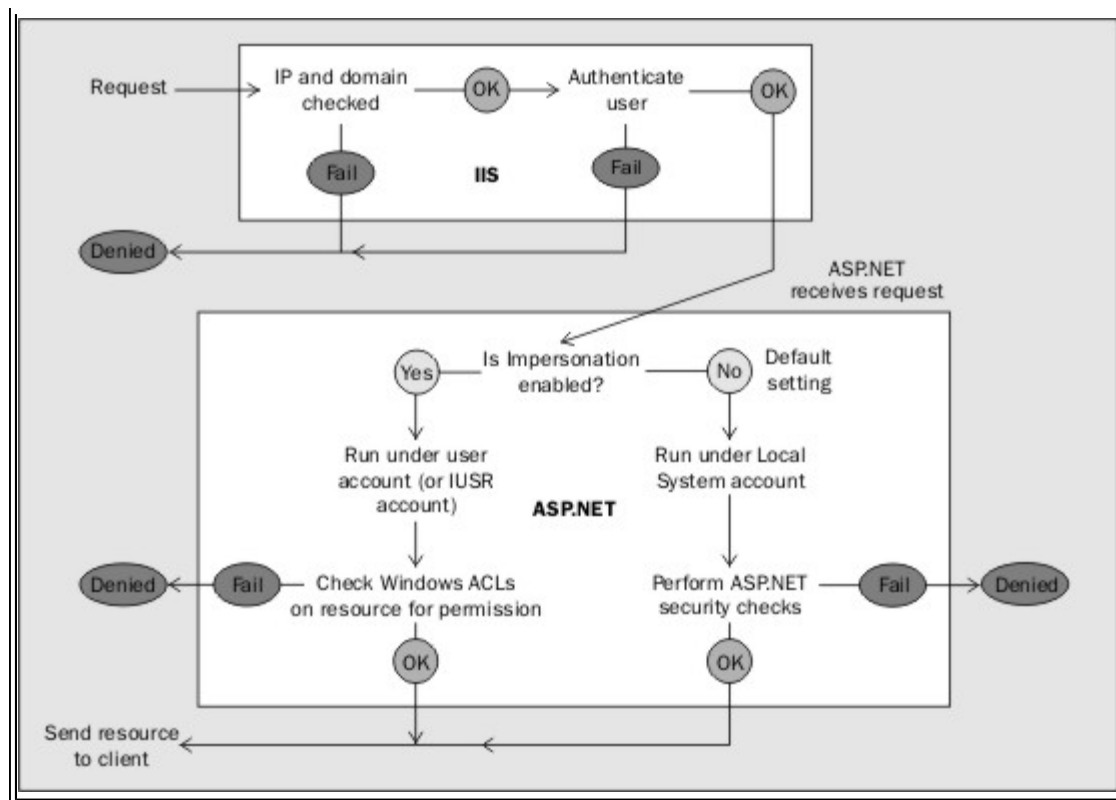 Request
IP and domain
checked
OK
Authenticate
user
OK
Fail
IIS
Fail
Denied
ASP.NET
receives request
Is Impersonation
enabled?
Yes
No
Default
setting
Run under user
account (or IUSR
account)
Run under Local
System account
ASP.NET
Denied
Fail
Check Windows ACLs
on resource for permission
Perform ASP.NET
security checks
Fail
Denied
OK
OK
Send resource
to client